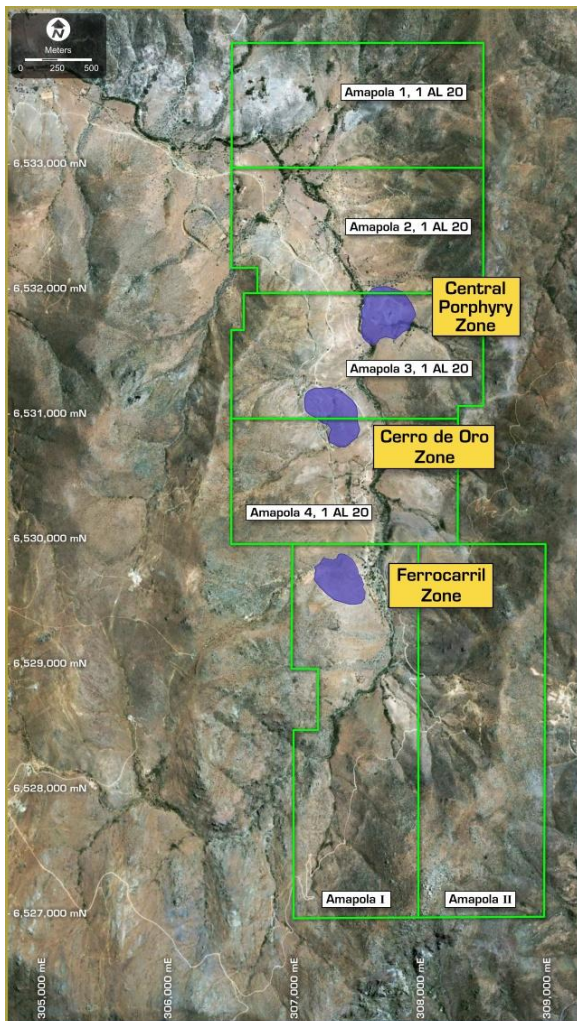 N
Meters
0 250 500
Amapola 1, 1 AL 20
6,533,000 mN
Amapola 2, 1 AL 20
6,532,000 mN
Central
Porphyry
Zone
Amapola 3, 1 AL 20
6,531,000 mN
Cerro de Oro
Zone
Amapola 4, 1 AL 20
6,530,000 mN
Ferrocarril
Zone
6,529,000 mN
6,528,000 mN
Amapola I
Amapola II
6,527,000 mN
305,000 mE
306,000 mE
307,000 mE
308,000 mE
309,000 mE